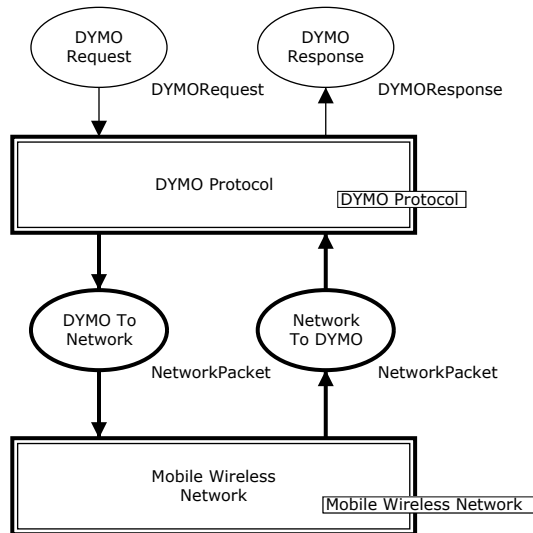 DYMO
Request
DYMO
Response
DYMORequest
DYMOResponse
DYMO Protocol
DYMO Protocol
DYMO To
Network
Network
To DYMO
NetworkPacket
NetworkPacket
Mobile Wireless
Network
Mobile Wireless Network